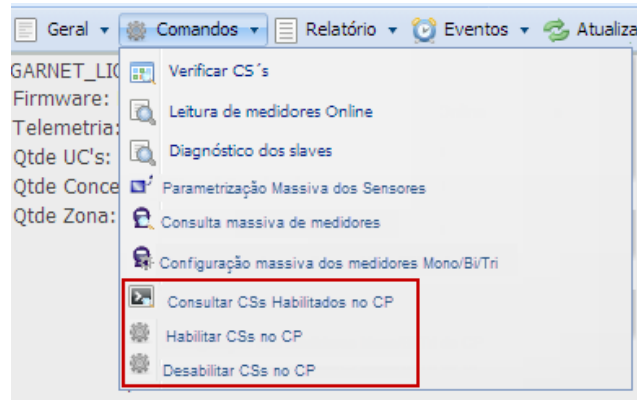 Geral Comandos Relatório Eventos Atualiza
GARNET_LI
Firmware:
Telemetria:
Qtde UC's:
Qtde Conce
Qtde Zona:
Verificar CS´s
Leitura de medidores Online
Diagnóstico dos slaves
Parametrização Massiva dos Sensores
Consulta massiva de medidores
Configuração massiva dos medidores Mono/Bi/Tri
Consultar CSs Habilitados no CP
Habilitar CSs no CP
Desabilitar CSs no CP